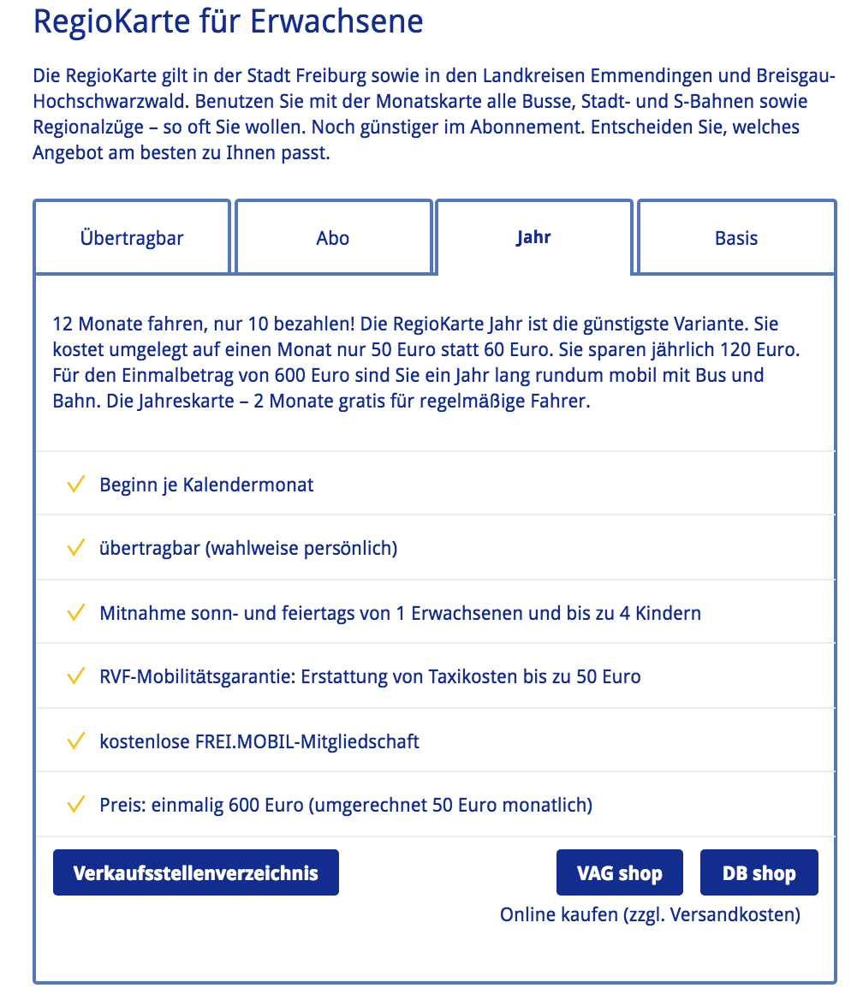 RegioKarte für Erwachsene
Die RegioKarte gilt in der Stadt Freiburg sowie in den Landkreisen Emmendingen und Breisgau-
Hochschwarzwald. Benutzen Sie mit der Monatskarte alle Busse, Stadt- und S-Bahnen sowie
Regionalzüge – so oft Sie wollen. Noch günstiger im Abonnement. Entscheiden Sie, welches
Angebot am besten zu Ihnen passt.
Übertragbar
Abo
Jahr
Basis
12 Monate fahren, nur 10 bezahlen! Die RegioKarte Jahr ist die günstigste Variante. Sie
kostet umgelegt auf einen Monat nur 50 Euro statt 60 Euro. Sie sparen jährlich 120 Euro.
Für den Einmalbetrag von 600 Euro sind Sie ein Jahr lang rundum mobil mit Bus und
Bahn. Die Jahreskarte – 2 Monate gratis für regelmäßige Fahrer.
Beginn je Kalendermonat
übertragbar (wahlweise persönlich)
Mitnahme sonn- und feiertags von 1 Erwachsenen und bis zu 4 Kindern
RVF-Mobilitätsgarantie: Erstattung von Taxikosten bis zu 50 Euro
kostenlose FREI.MOBIL-Mitgliedschaft
Preis: einmalig 600 Euro (umgerechnet 50 Euro monatlich)
Verkaufsstellenverzeichnis
VAG shop
DB shop
Online kaufen (zzgl. Versandkosten)